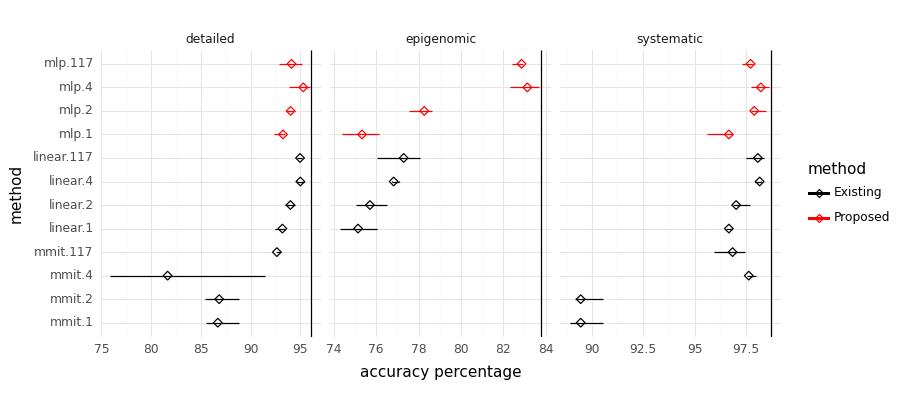 detailed epigenomic systematic
mlp.117
mlp.4
mlp.2
mlp.1
linear.117
linear.4
linear.2
linear.1
mmit.117
mmit.4
mmit.2
mmit.1
method
75 80 85 90 95 74 76 78 80 82 84 90 92.5 95 97.5
accuracy percentage
method
Existing
Proposed